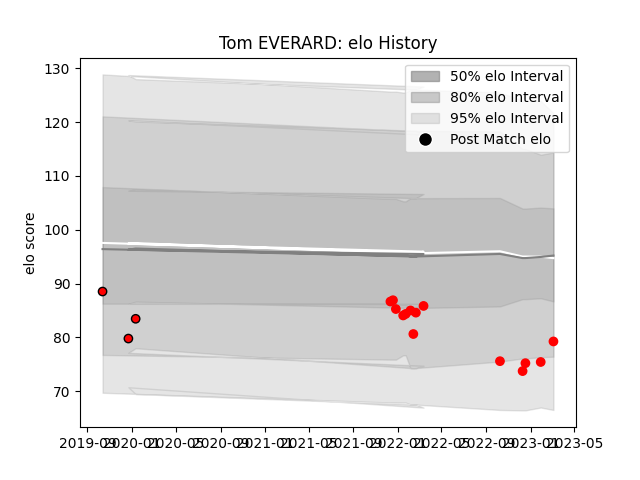 Tom EVERARD: elo History
50% elo Interval
80% elo Interval
95% elo Interval
Post Match elo
elo score
130
120
110
100
90
80
70
2019-09 2020-01 2020-05 2020-09 2021-01 2021-05 2021-09 2022-01 2022-05 2022-09 2023-01 2023-05